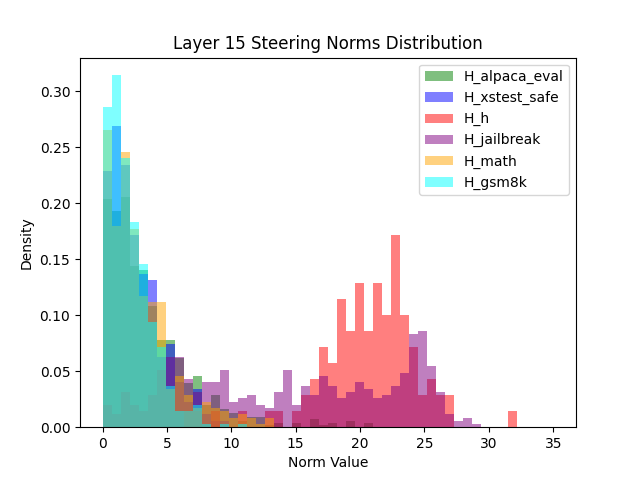 Layer 15 Steering Norms Distribution
H_alpaca_eval
H_xstest_safe
H_h
H_jailbreak
H_math
H_gsm8k
Density
0.30
0.25
0.20
0.15
0.10
0.05
0.00
0 5 10 15 20 25 30 35
Norm Value